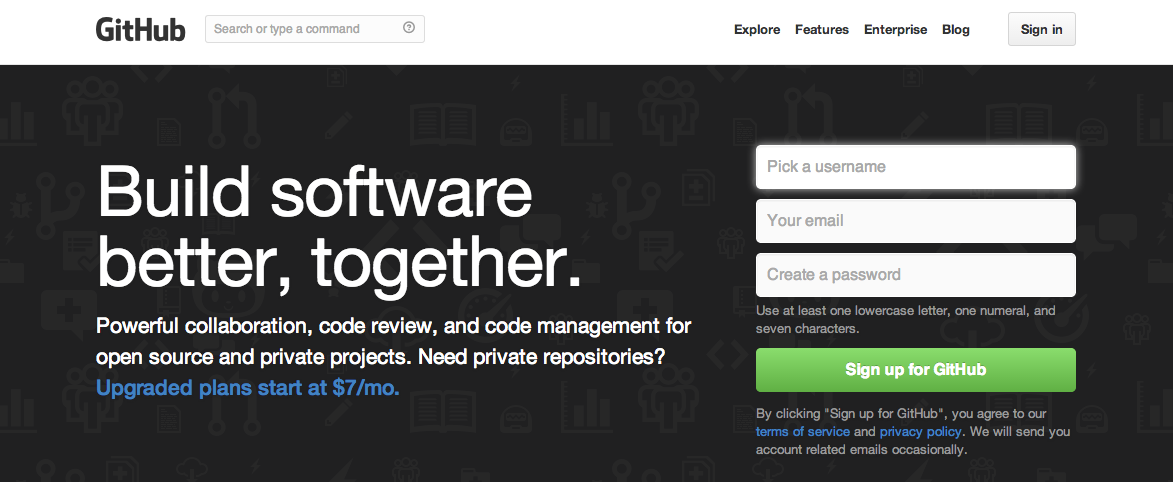 GitHub
Search or type a command
Explore Features Enterprise Blog Sign in
Build software
better, together.
Powerful collaboration, code review, and code management for
open source and private projects. Need private repositories?
Upgraded plans start at $7/mo.
Pick a username
Your email
Create a password
Use at least one lowercase letter, one numeral, and
seven characters.
Sign up for GitHub
By clicking "Sign up for GitHub", you agree to our
terms of service and privacy policy. We will send you
account related emails occasionally.